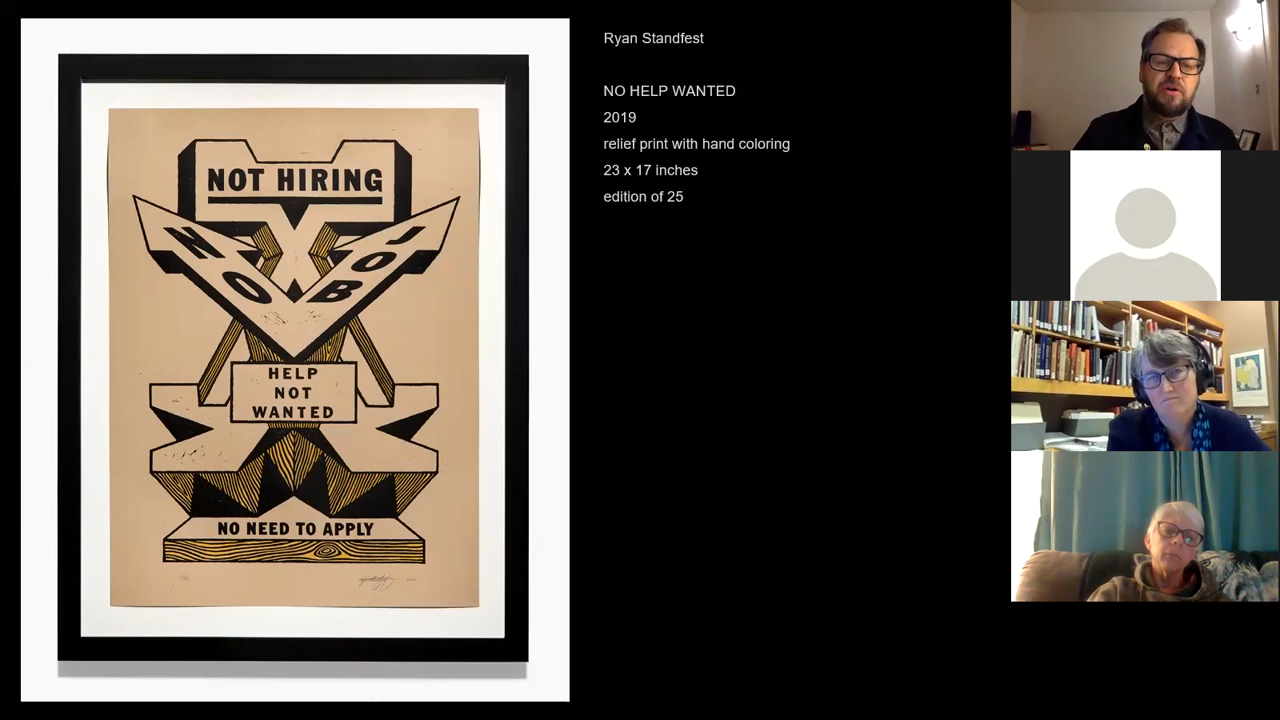 NOT HIRING
NO JOB
HELP
NOT
WANTED
NO NEED TO APPLY
Ryan Standfest
NO HELP WANTED
2019
relief print with hand coloring
23 x 17 inches
edition of 25